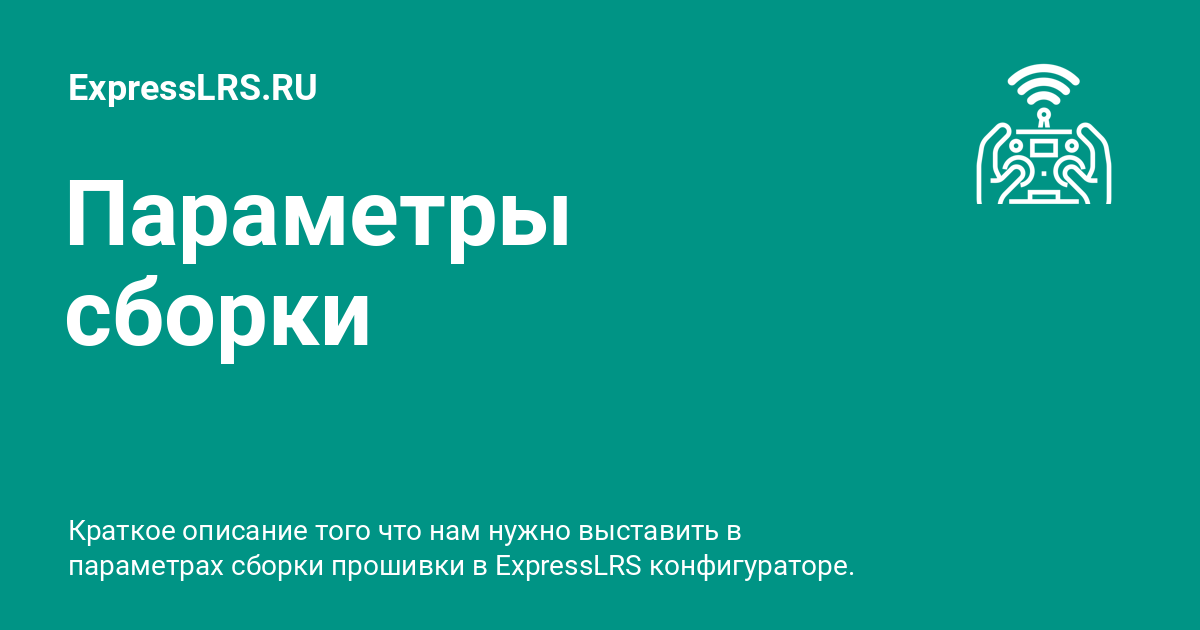 ExpressLRS.RU
Параметры
сборки
Краткое описание того что нам нужно выставить в
параметрах сборки прошивки в ExpressLRS конфигураторе.